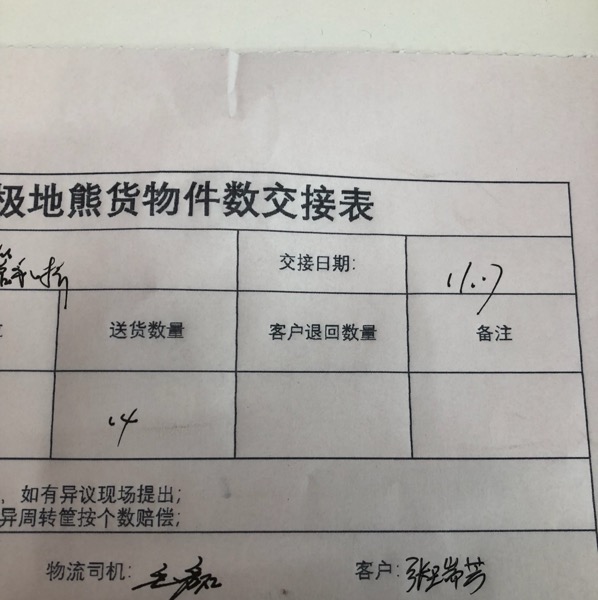 极地熊货物件数交接表
交接日期: 11.7
送货数量 客户退回数量 备注
14
，如有异议现场提出;
异周转筐按个数赔偿;
物流司机: 客户: